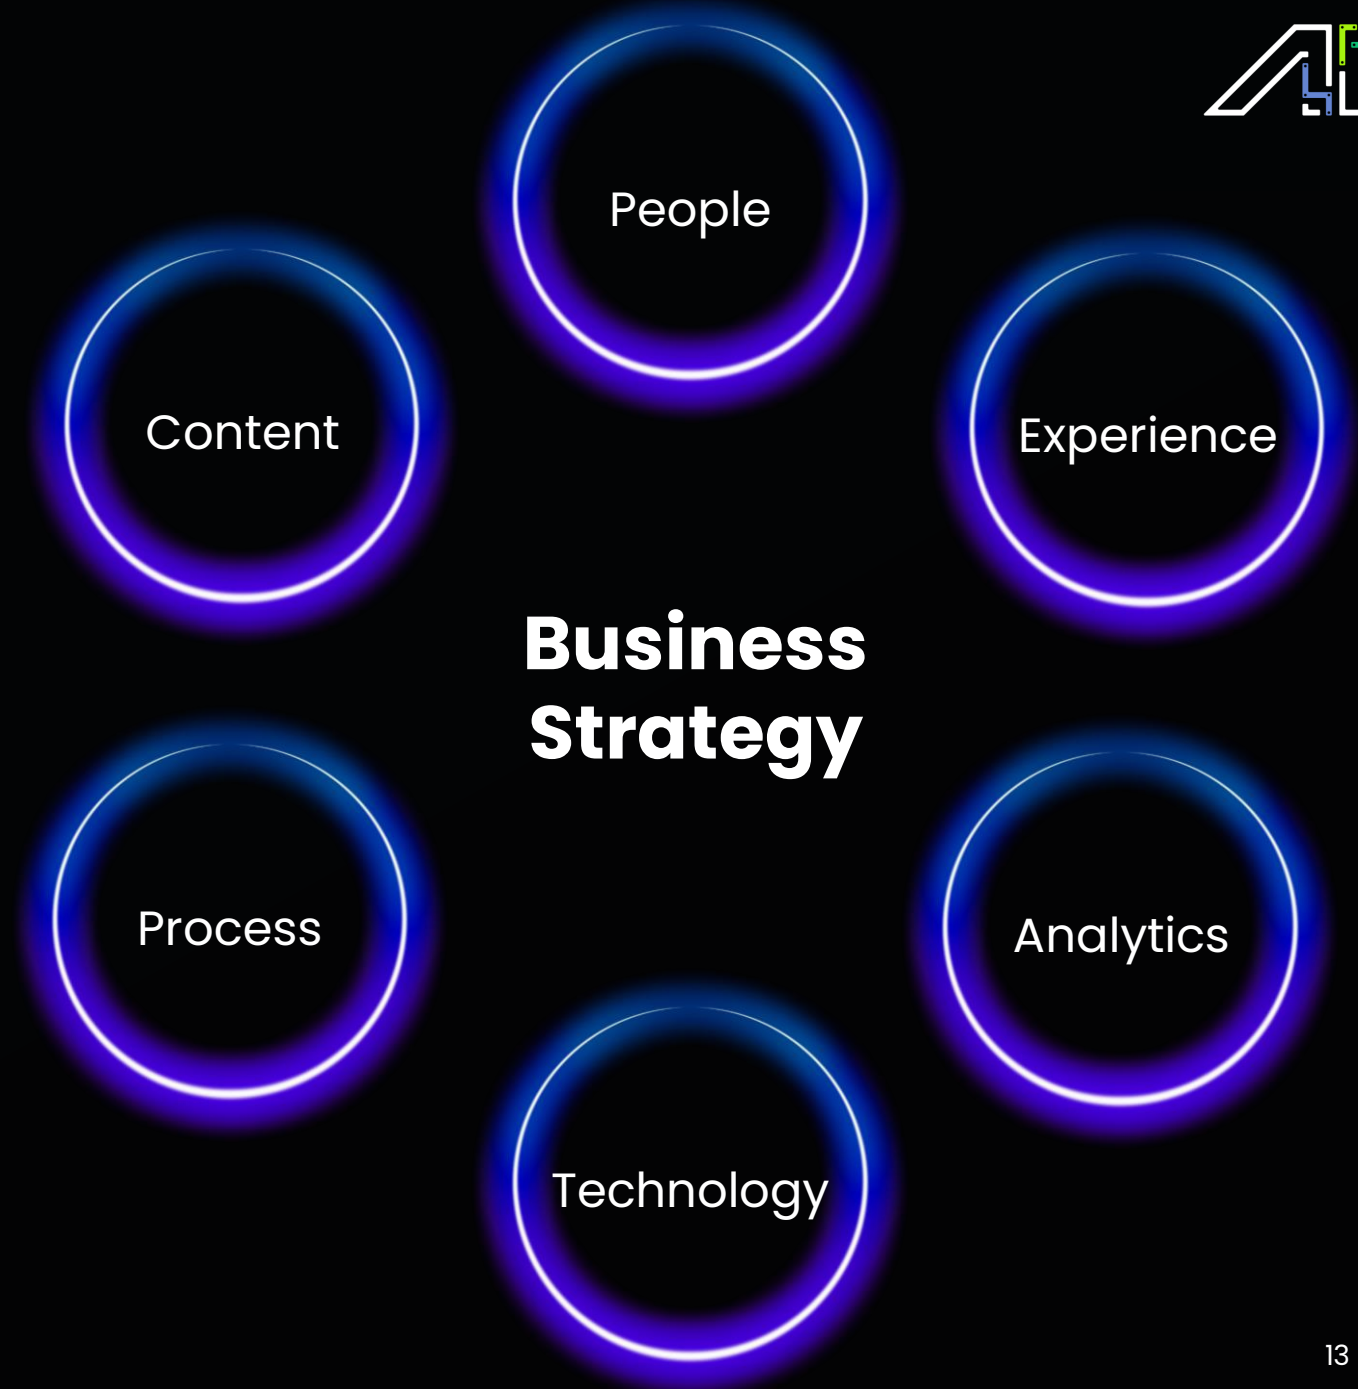 People
Content
Experience
Business
Strategy
Process
Analytics
Technology
13